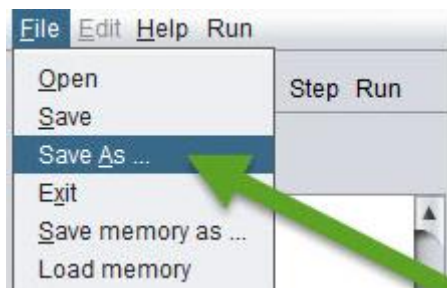 File Edit Help Run
Open
Step Run
Save
Save As ...
Exit
Save memory as ...
Load memory